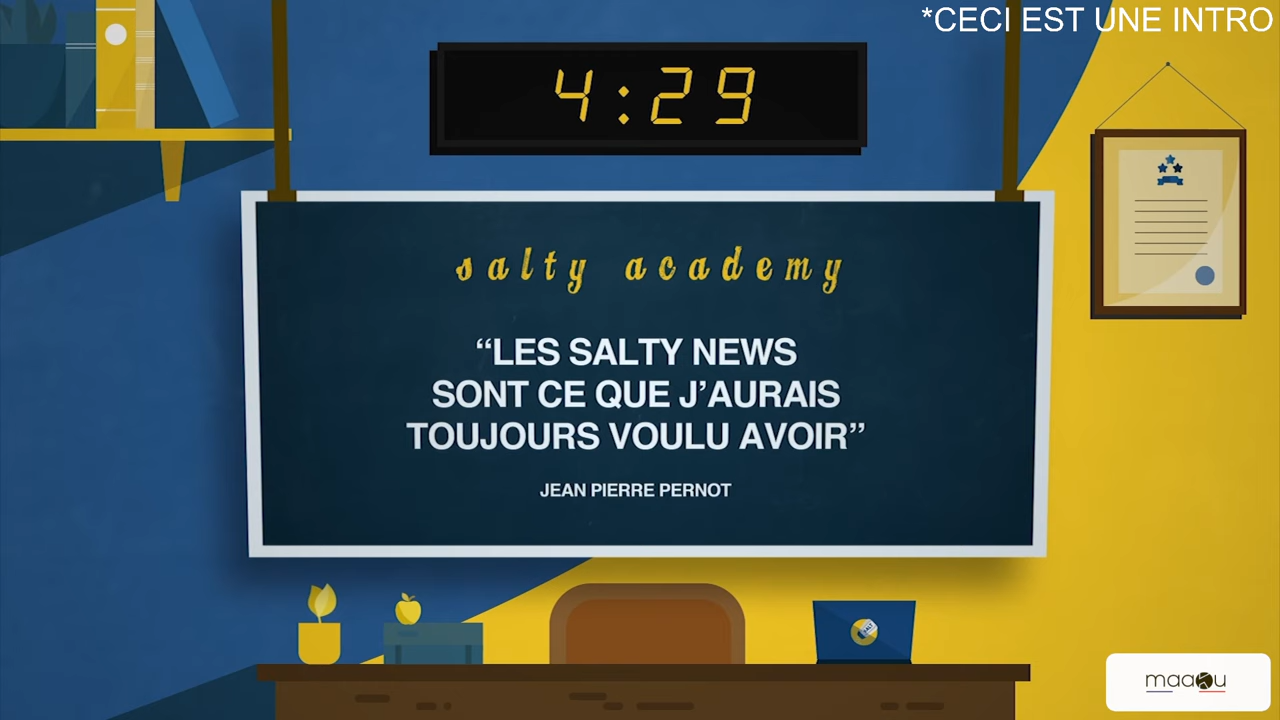 *CECI EST UNE INTRO
4:29
salty academy
“LES SALTY NEWS
SONT CE QUE J’AURAIS
TOUJOURS VOULU AVOIR”
JEAN PIERRE PERNOT